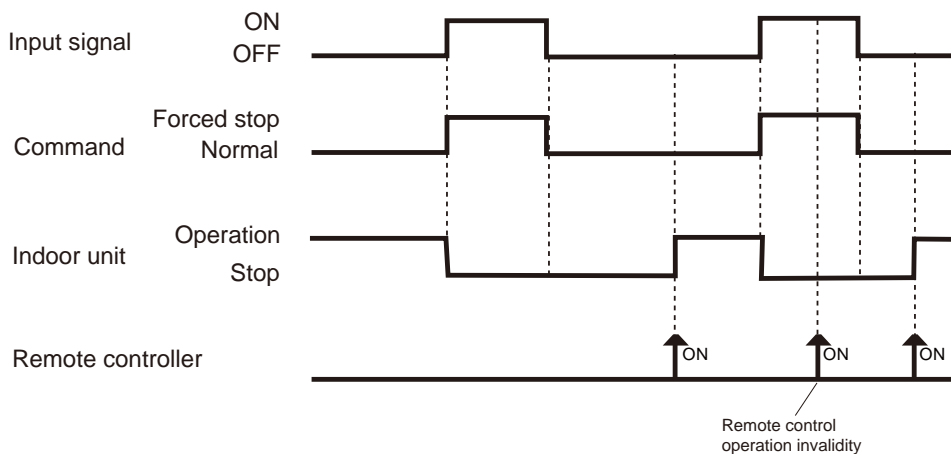 Input signal
ON
OFF
Command
Forced stop
Normal
Indoor unit
Operation
Stop
Remote controller
ON
ON
ON
Remote control
operation invalidity